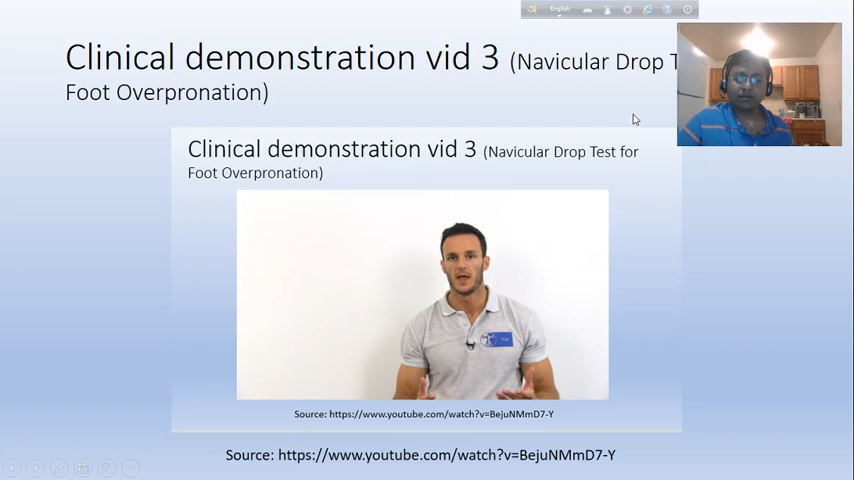 English
Clinical demonstration vid 3 (Navicular Drop T
Foot Overpronation)
Clinical demonstration vid 3 (Navicular Drop Test for
Foot Overpronation)
Source: https://www.youtube.com/watch?v=BejuNMmD7-Y
Source: https://www.youtube.com/watch?v=BejuNMmD7-Y